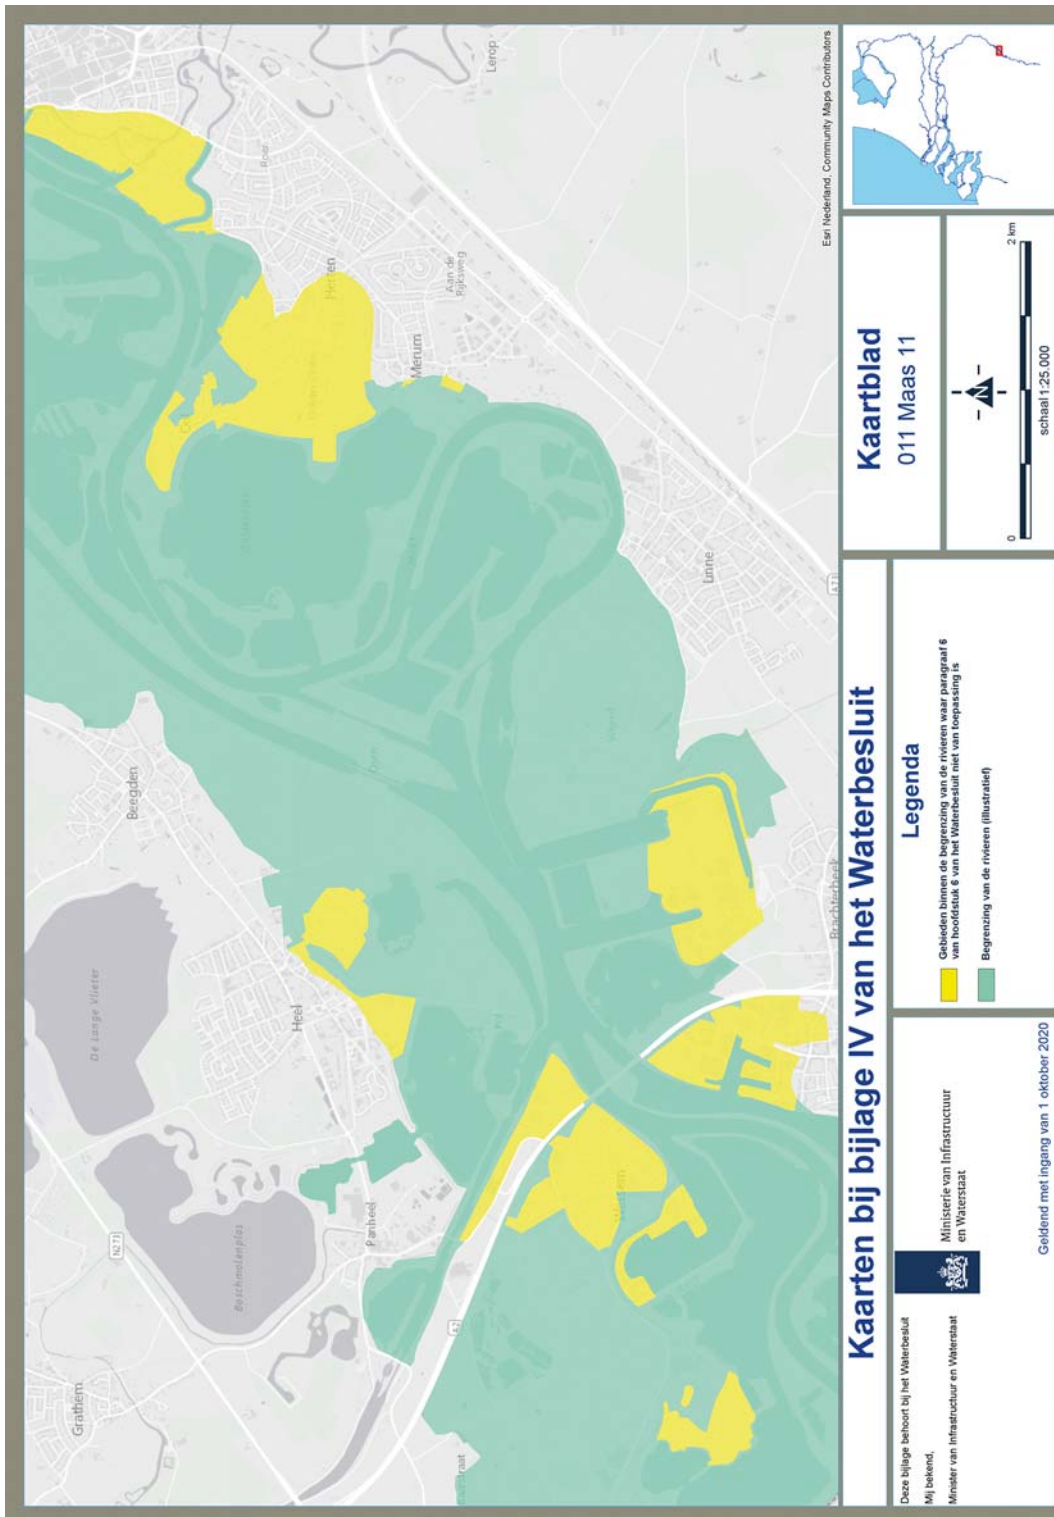 Grathem
N273
De Lange Vlieter
Beegden
Boschmolenplas
Heel
Panheel
A2
Lerop
Roer
Herten
Aan de
Rijksweg
Merum
Linne
A73
Brachterbeek
Wessem
Esri Nederland, Community Maps Contributors
Kaarten bij bijlage IV van het Waterbesluit
Deze bijlage behoort bij het Waterbesluit
Mij bekend,
Minister van Infrastructuur en Waterstaat
Ministerie van Infrastructuur
en Waterstaat
Geldend met ingang van 1 oktober 2020
Legenda
Gebieden binnen de begrenzing van de rivieren waar paragraaf 6
van hoofdstuk 6 van het Waterbesluit niet van toepassing is
Begrenzing van de rivieren (illustratief)
Kaartblad
011 Maas 11
N
0
2 km
schaal 1:25.000